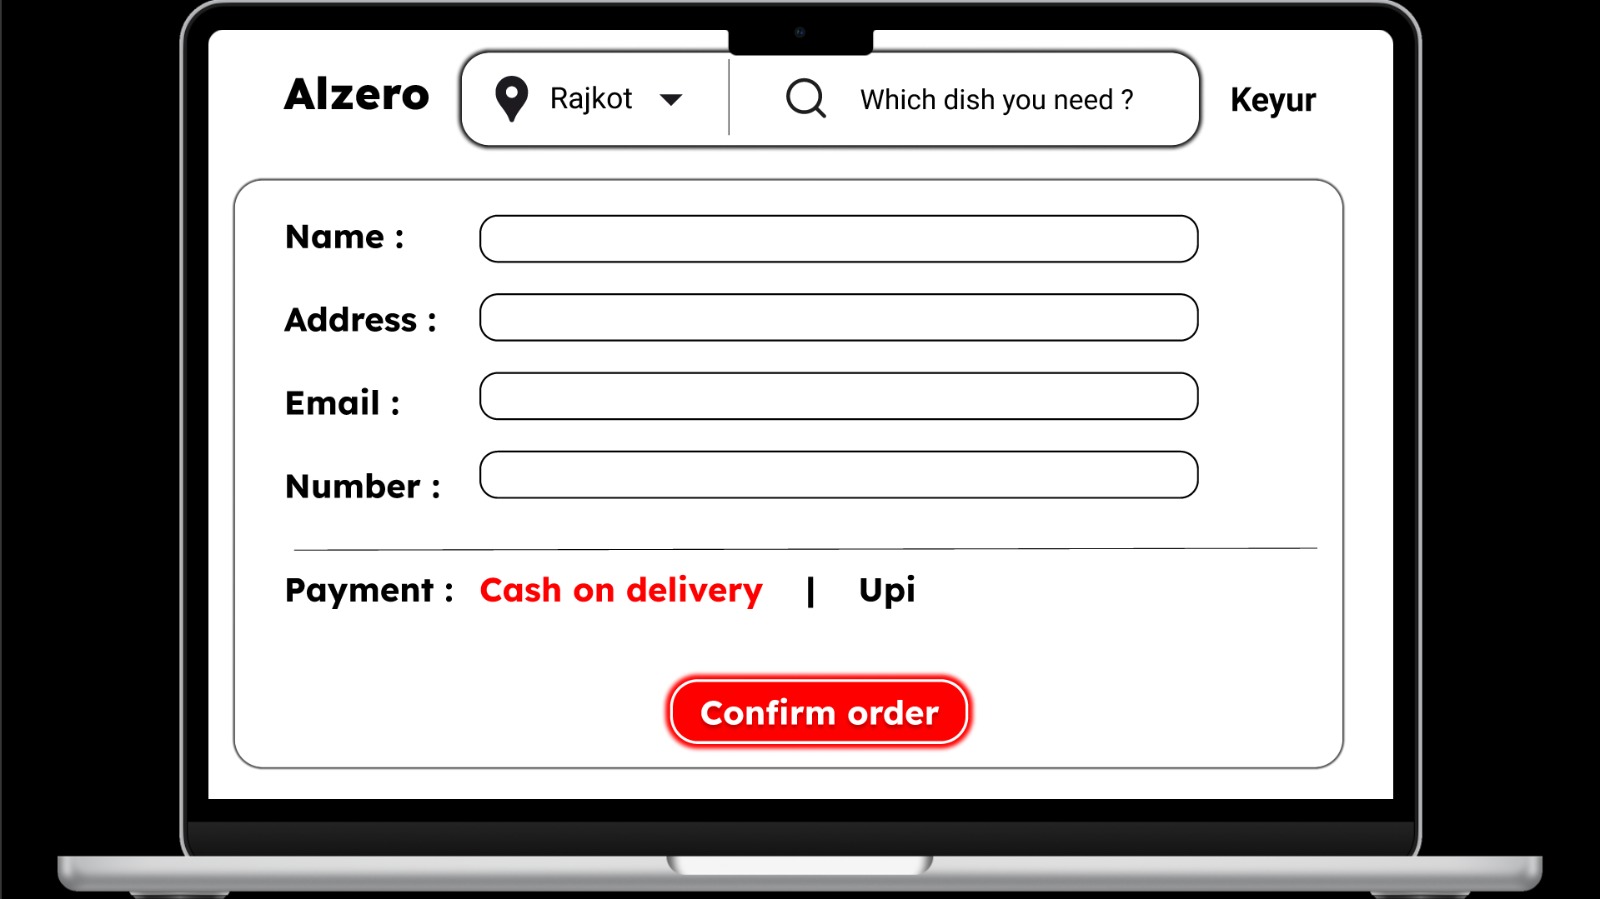 Alzero Rajkot Which dish you need ? Keyur
Name :
Address :
Email :
Number :
Payment : Cash on delivery | Upi
Confirm order